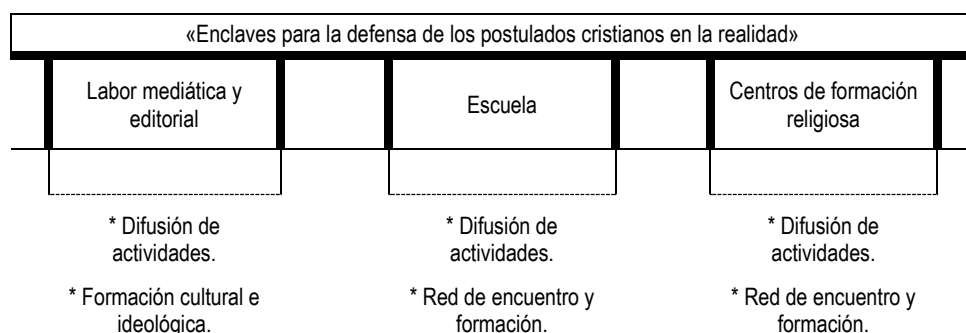 «Enclaves para la defensa de los postulados cristianos en la realidad»
Labor mediática y
editorial
Escuela
Centros de formación
religiosa
* Difusión de
actividades.
* Formación cultural e
ideológica.
* Difusión de
actividades.
* Red de encuentro y
formación.
* Difusión de
actividades.
* Red de encuentro y
formación.